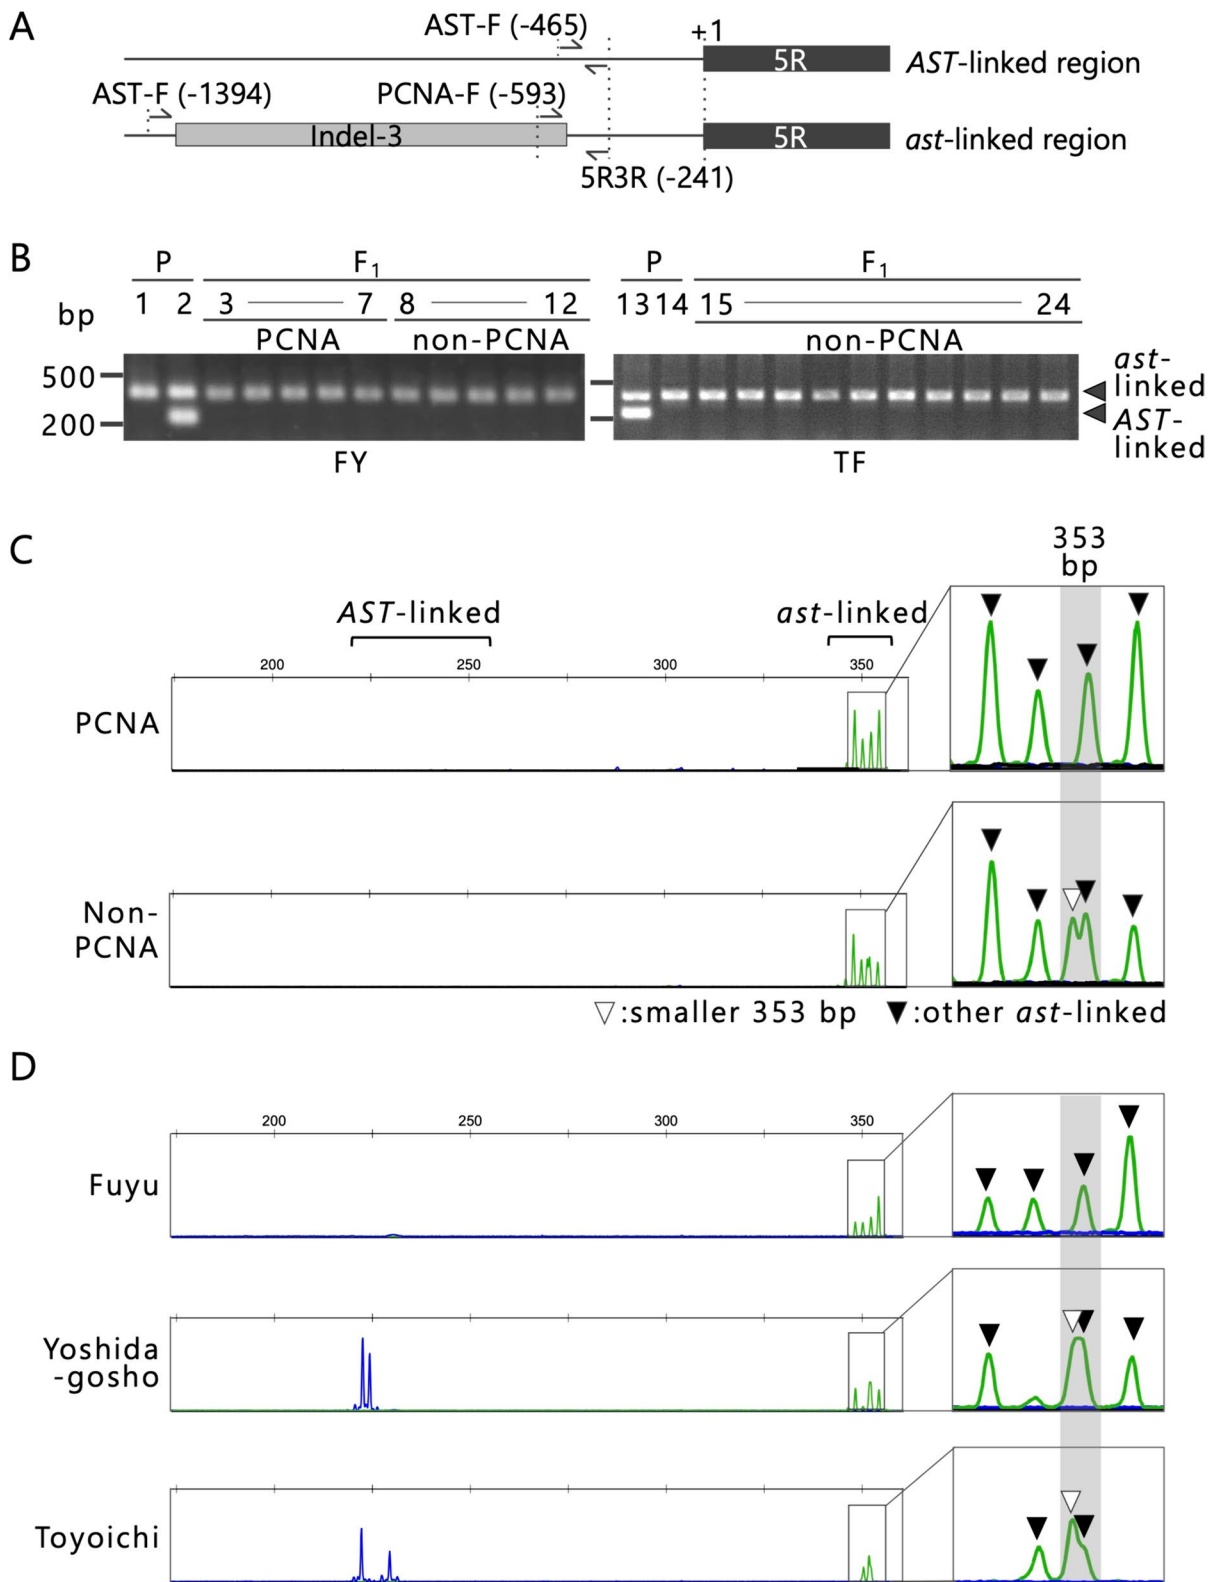 A
AST-F (-465)
+1
5R
AST-linked region
AST-F (-1394)
PCNA-F (-593)
Indel-3
5R
ast-linked region
5R3R (-241)
B
P
F1
P
F1
bp
1 2 3 7 8 12
13 14 15 24
PCNA
non-PCNA
non-PCNA
500
200
ast-
linked
AST-
linked
FY
TF
C
353
bp
AST-linked
ast-linked
200 250 300 350
PCNA
Non-
PCNA
▽:smaller 353 bp ▼:other ast-linked
D
200 250 300 350
Fuyu
Yoshida
-gosho
Toyoichi